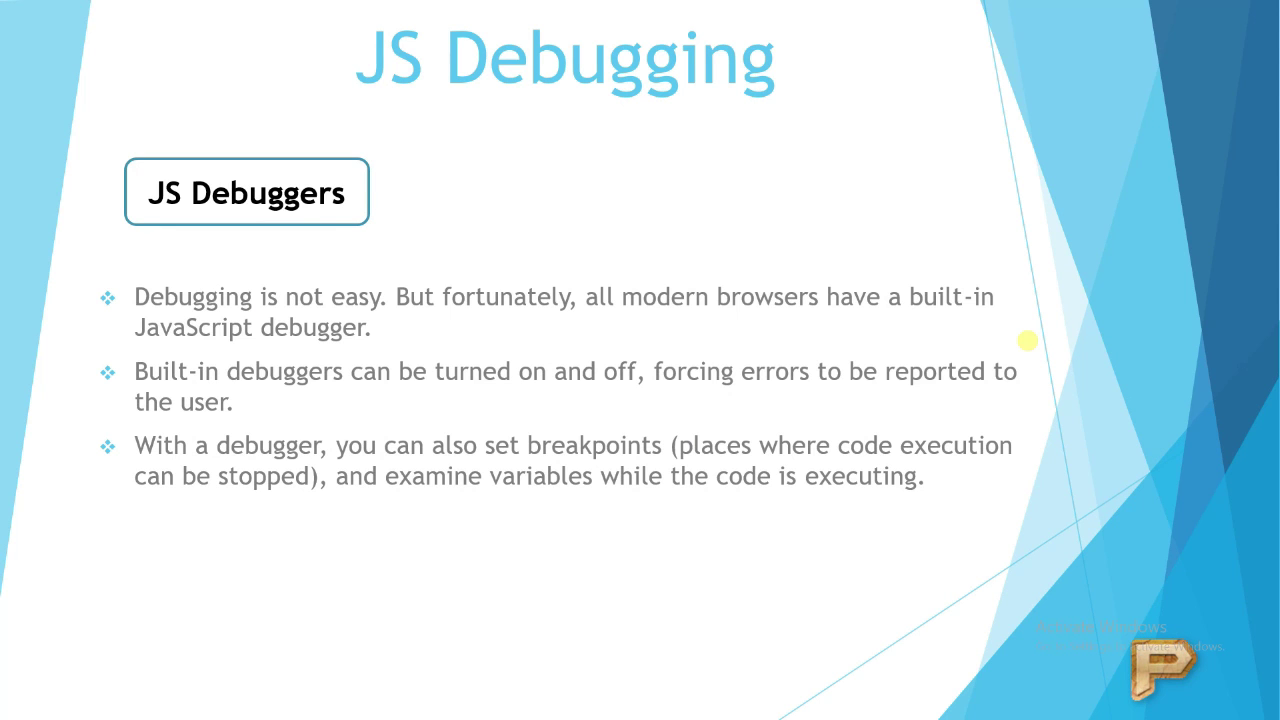 JS Debugging
JS Debuggers
Debugging is not easy. But fortunately, all modern browsers have a built-in
JavaScript debugger.
Built-in debuggers can be turned on and off, forcing errors to be reported to
the user.
With a debugger, you can also set breakpoints (places where code execution
can be stopped), and examine variables while the code is executing.
Activate Windows
P